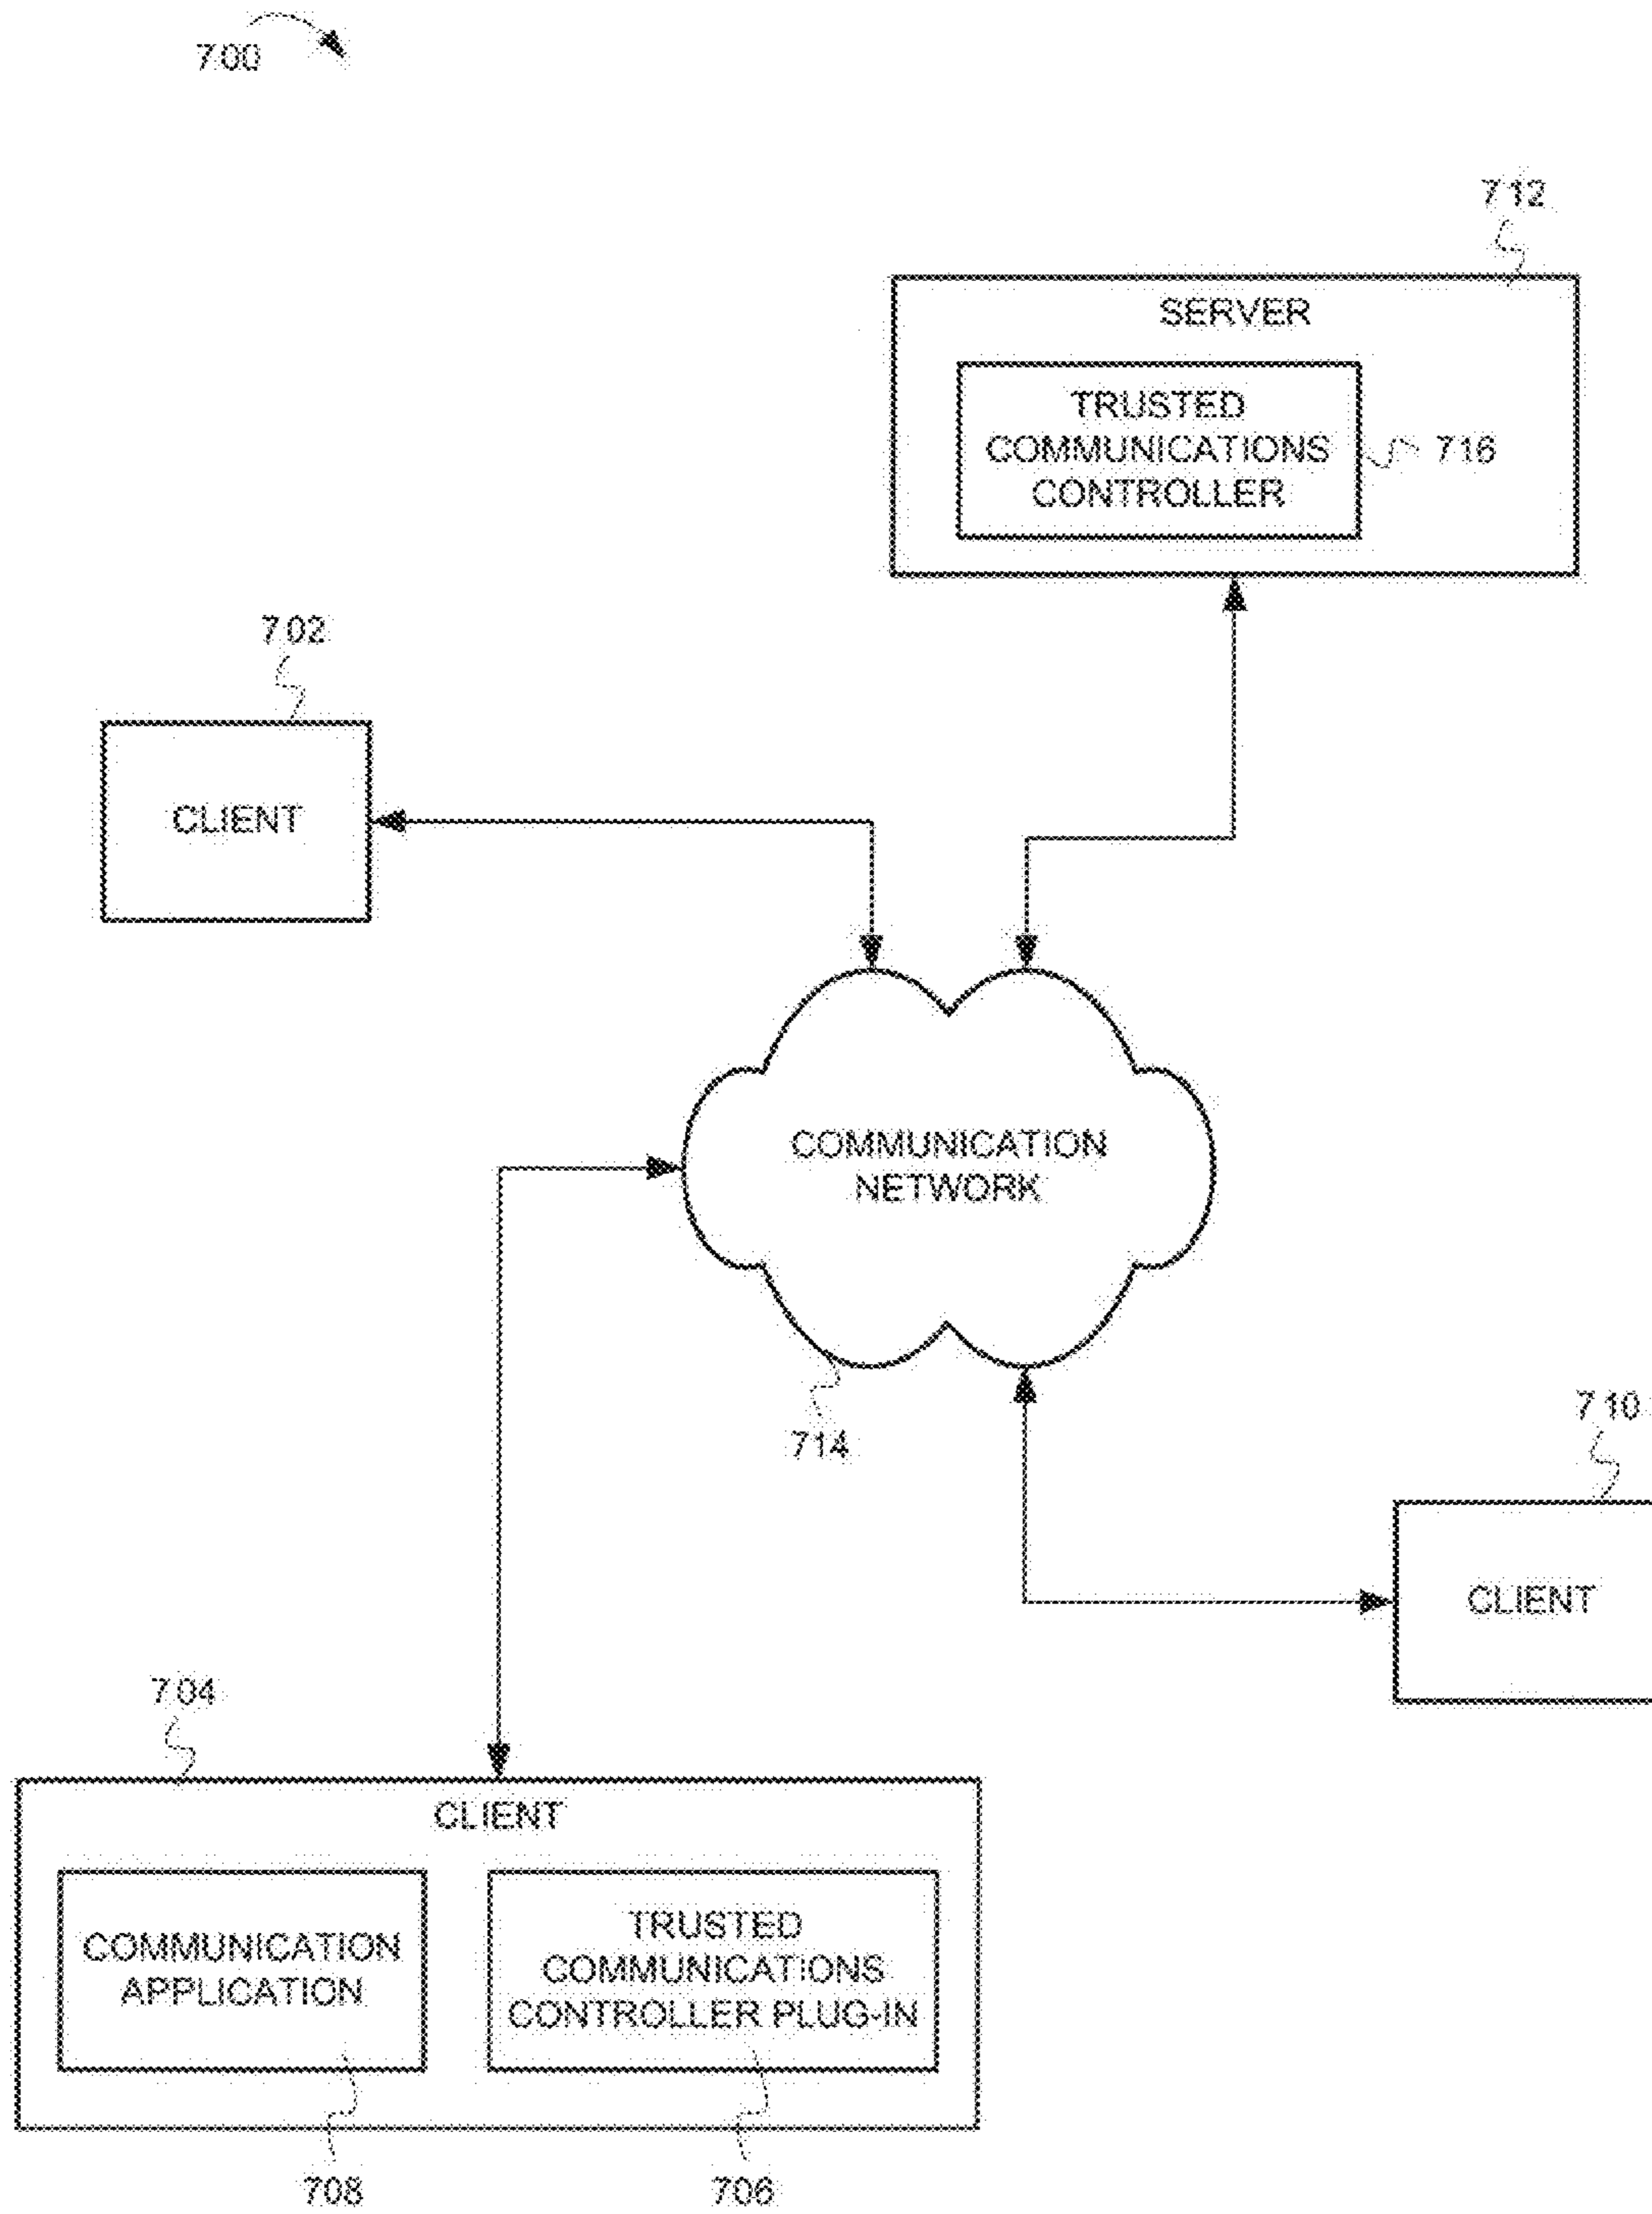 700
712
SERVER
TRUSTED
COMMUNICATIONS
CONTROLLER
716
702
CLIENT
COMMUNICATION
NETWORK
714
710
CLIENT
704
CLIENT
COMMUNICATION
APPLICATION
TRUSTED
COMMUNICATIONS
CONTROLLER PLUG-IN
708
706